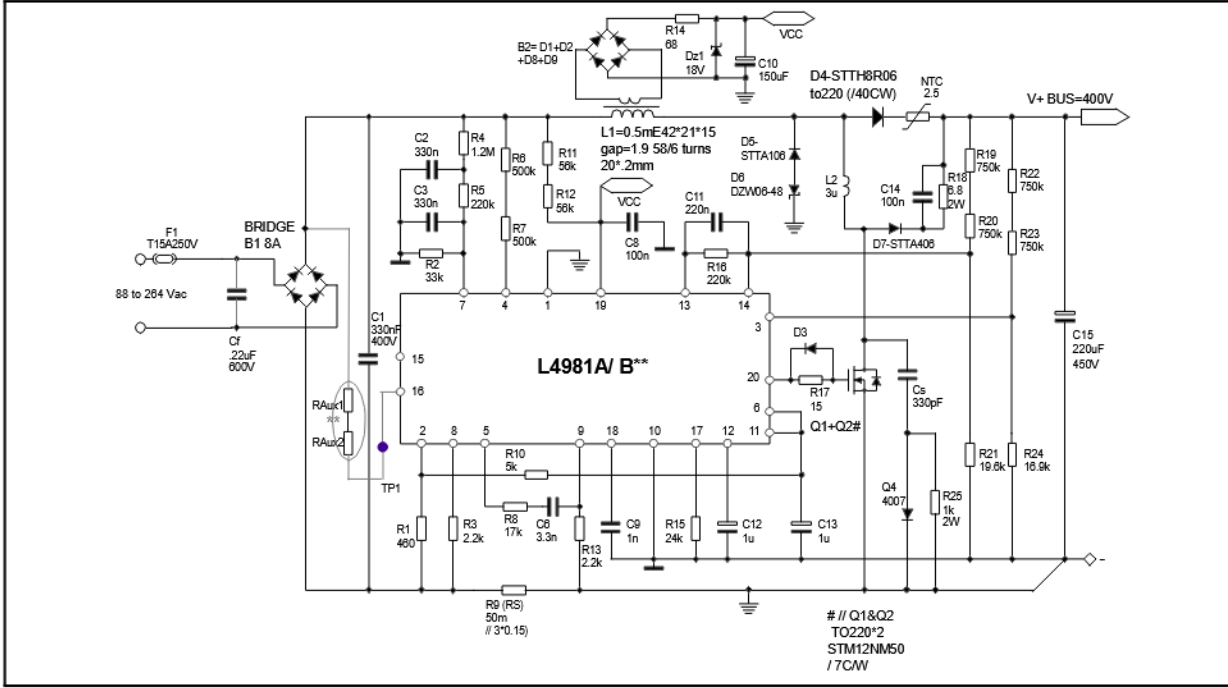 R14
68
VCC
B2= D1+D2
+D8+D9
Dz1
18V
C10
150uF
D4-STTH8R06
to220 (/40CW)
NTC
2.5
V+ BUS=400V
L1=0.5mE42*21*15
gap=1.9 58/6 turns
20*.2mm
C2
330n
R4
1.2M
C3
330n
R5
220k
R2
33k
R6
500k
R7
500k
R11
56k
R12
56k
VCC
C8
100n
C11
220n
R16
220k
D5-
STTA106
D6
DZW06-48
L2
3u
C14
100n
R18
6.8
2W
D7-STTA406
R19
750k
R20
750k
R22
750k
R23
750k
F1
T15A250V
BRIDGE
B1 8A
88 to 264 Vac
Cf
.22uF
600V
C1
330nF
400V
7
4
1
19
13
14
3
15
16
L4981A/ B**
20
6
11
D3
R17
15
Q1+Q2#
Cs
330pF
C15
220uF
450V
RAux1
**
RAux2
TP1
2
8
5
9
18
10
17
12
R10
5k
R1
460
R3
2.2k
R8
17k
C6
3.3n
R13
2.2k
C9
1n
R15
24k
C12
1u
C13
1u
Q4
4007
R25
1k
2W
R21
19.6k
R24
16.9k
-
R9 (RS)
50m
// 3*0.15)
# // Q1&Q2
TO220*2
STM12NM50
/ 7C/W